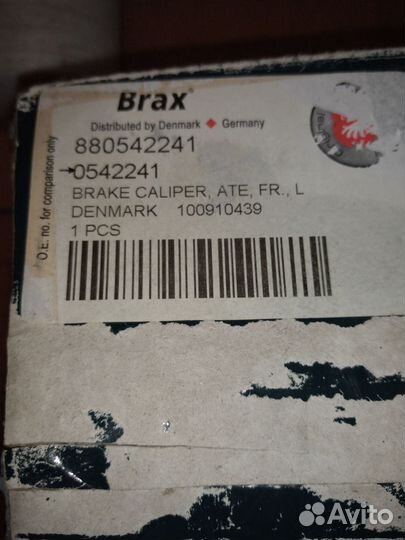 Brax®
Distributed by Denmark Germany
880542241
→0542241
BRAKE CALIPER, ATE, FR., L
DENMARK 100910439
1 PCS
O.E. no. for comparison only
Avito